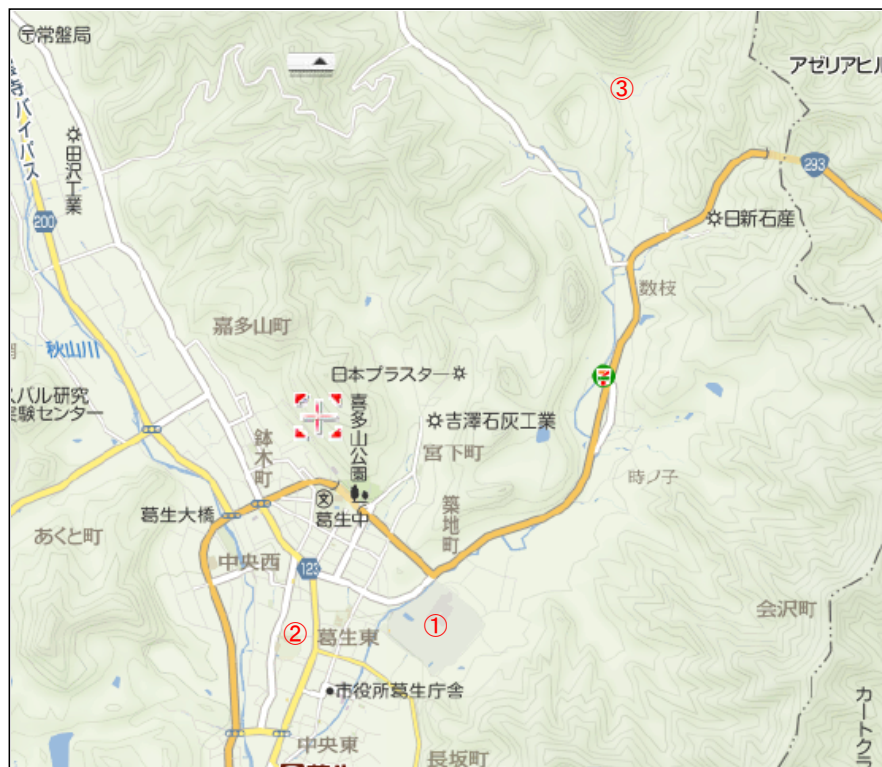 〒常盤局
アゼリアヒル
③
寺バイパス
田沢工業
293
200
日新石産
数枝
嘉多山町
秋山川
日本プラスター
スバル研究
実験センター
喜多山公園
吉澤石灰工業
宮下町
鉢木町
時ノ子
葛生大橋
文
葛生中
築地町
あくと町
中央西
123
会沢町
①
②
葛生東
市役所葛生庁舎
カートクラ
中央東
長坂町